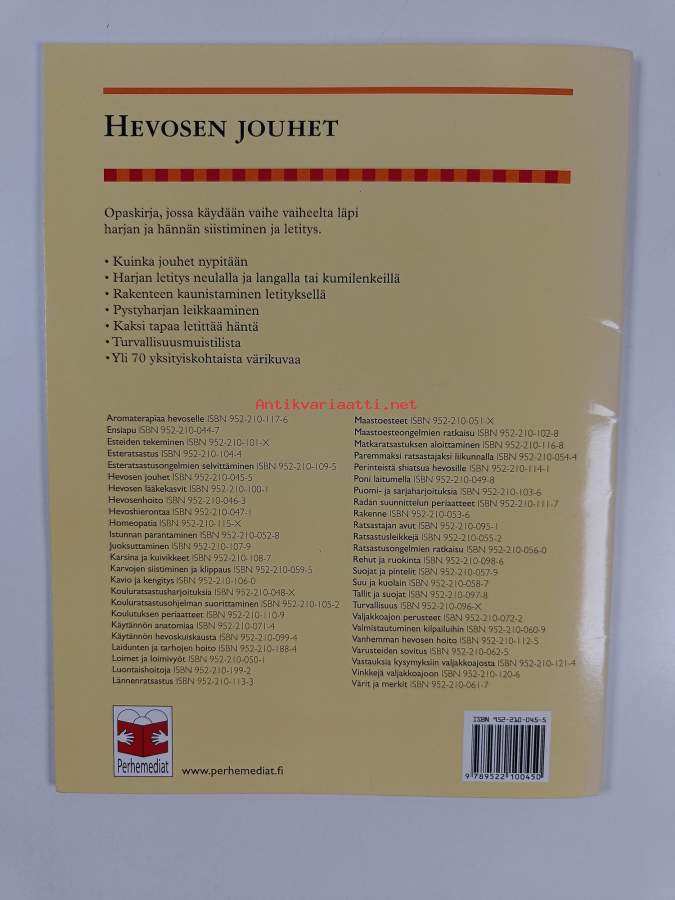 HEVOSEN JOUHET
Opaskirja, jossa käydään vaihe vaiheelta läpi
harjan ja hännän siistiminen ja letitys.
• Kuinka jouhet nypitään
• Harjan letitys neulalla ja langalla tai kumilenkeillä
• Rakenteen kaunistaminen letityksellä
• Pystyharjan leikkaaminen
• Kaksi tapaa letittää häntä
• Turvallisuusmuistilista
• Yli 70 yksityiskohtaista värikuvaa
Antikvariaatti.net
Aromaterapiaa hevoselle ISBN 952-210-117-6
Ensiapu ISBN 952-210-044-7
Esteiden tekeminen ISBN 952-210-101-X
Esteratsastus ISBN 952-210-104-4
Esteratsastusongelmien selvittäminen ISBN 952-210-109-5
Hevosen jouhet ISBN 952-210-045-5
Hevosen lääkekasvit ISBN 952-210-100-1
Hevosenhoito ISBN 952-210-046-3
Hevoshierontaa ISBN 952-210-047-1
Homeopatia ISBN 952-210-115-X
Istunnan parantaminen ISBN 952-210-052-8
Juoksuttaminen ISBN 952-210-107-9
Karsina ja kuivikkeet ISBN 952-210-108-7
Karvojen siistiminen ja klippaus ISBN 952-210-059-5
Kavio ja kengitys ISBN 952-210-106-0
Kouluratsastusharjoituksia ISBN 952-210-048-X
Kouluratsastusohjelman suorittaminen ISBN 952-210-105-2
Koulutuksen periaatteet ISBN 952-210-110-9
Käytännön anatomiaa ISBN 952-210-071-4
Käytännön hevoskuiskausta ISBN 952-210-099-4
Laidunten ja tarhojen hoito ISBN 952-210-188-4
Loimet ja loimivyöt ISBN 952-210-050-1
Luontaishoitoja ISBN 952-210-199-2
Lännenratsastus ISBN 952-210-113-3
Maastoesteet ISBN 952-210-051-X
Maastoesteongelmien ratkaisu ISBN 952-210-102-8
Matkaratsastuksen aloittaminen ISBN 952-210-116-8
Paremmaksi ratsastajaksi liikunnalla ISBN 952-210-054-4
Perinteistä shiatsua hevosille ISBN 952-210-114-1
Poni laitumella ISBN 952-210-049-8
Puomi- ja sarjaharjoituksia ISBN 952-210-103-6
Radan suunnittelun periaatteet ISBN 952-210-111-7
Rakenne ISBN 952-210-053-6
Ratsastajan avut ISBN 952-210-095-1
Ratsastusleikkejä ISBN 952-210-055-2
Ratsastusongelmien ratkaisu ISBN 952-210-056-0
Rehut ja ruokinta ISBN 952-210-098-6
Suojat ja pintelit ISBN 952-210-057-9
Suu ja kuolain ISBN 952-210-058-7
Tallit ja suojat ISBN 952-210-097-8
Turvallisuus ISBN 952-210-096-X
Valjakkoajon perusteet ISBN 952-210-072-2
Valmistautuminen kilpailuihin ISBN 952-210-060-9
Vanhemman hevosen hoito ISBN 952-210-112-5
Varusteiden sovitus ISBN 952-210-062-5
Vastauksia kysymyksiin valjakkoajosta ISBN 952-210-121-4
Vinkkejä valjakkoajoon ISBN 952-210-120-6
Värit ja merkit ISBN 952-210-061-7
Perhemediat
www.perhemediat.fi
ISBN 952-210-045-5
9 789522 100450